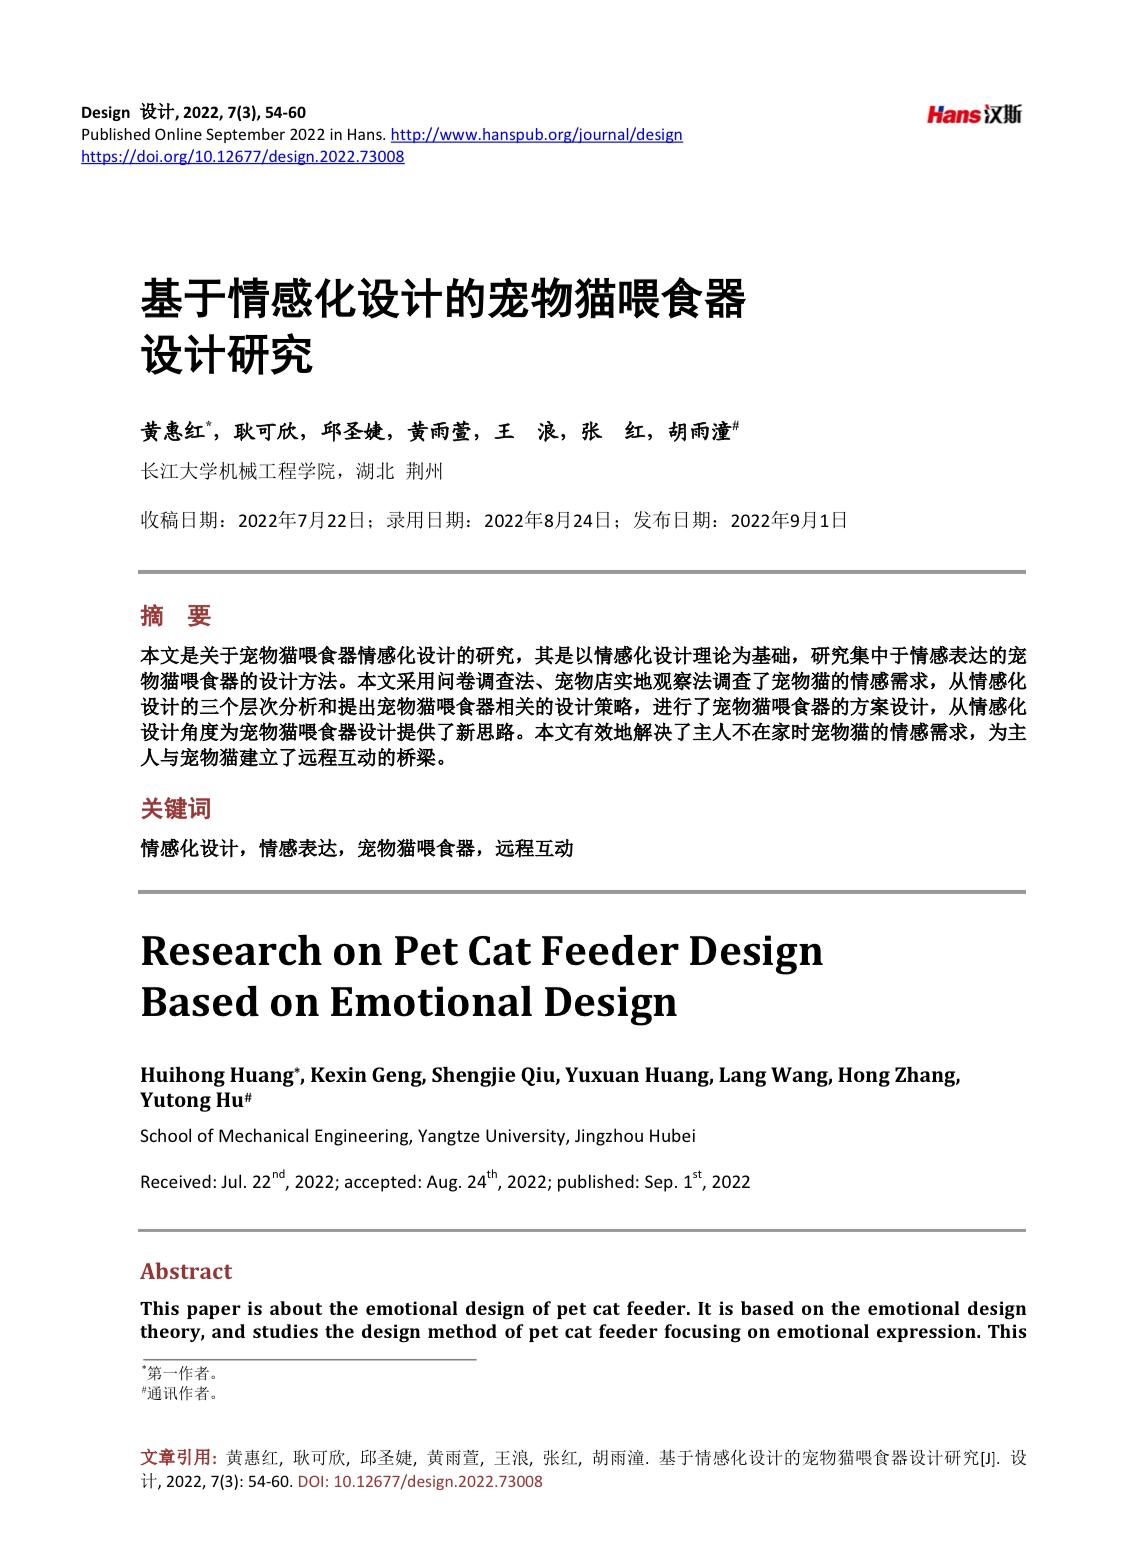 Design 设计, 2022, 7(3), 54-60
Hans汉斯
Published Online September 2022 in Hans. http://www.hanspub.org/journal/design
https://doi.org/10.12677/design.2022.73008
基于情感化设计的宠物猫喂食器
设计研究
黄惠红*，耿可欣，邱圣婕，黄雨萱，王　浪，张　红，胡雨潼#
长江大学机械工程学院，湖北 荆州
收稿日期：2022年7月22日；录用日期：2022年8月24日；发布日期：2022年9月1日
摘　要
本文是关于宠物猫喂食器情感化设计的研究，其是以情感化设计理论为基础，研究集中于情感表达的宠
物猫喂食器的设计方法。本文采用问卷调查法、宠物店实地观察法调查了宠物猫的情感需求，从情感化
设计的三个层次分析和提出宠物猫喂食器相关的设计策略，进行了宠物猫喂食器的方案设计，从情感化
设计角度为宠物猫喂食器设计提供了新思路。本文有效地解决了主人不在家时宠物猫的情感需求，为主
人与宠物猫建立了远程互动的桥梁。
关键词
情感化设计，情感表达，宠物猫喂食器，远程互动
Research on Pet Cat Feeder Design
Based on Emotional Design
Huihong Huang*, Kexin Geng, Shengjie Qiu, Yuxuan Huang, Lang Wang, Hong Zhang,
Yutong Hu#
School of Mechanical Engineering, Yangtze University, Jingzhou Hubei
Received: Jul. 22nd, 2022; accepted: Aug. 24th, 2022; published: Sep. 1st, 2022
Abstract
This paper is about the emotional design of pet cat feeder. It is based on the emotional design
theory, and studies the design method of pet cat feeder focusing on emotional expression. This
*第一作者。
#通讯作者。
文章引用: 黄惠红, 耿可欣, 邱圣婕, 黄雨萱, 王浪, 张红, 胡雨潼. 基于情感化设计的宠物猫喂食器设计研究[J]. 设
计, 2022, 7(3): 54-60. DOI: 10.12677/design.2022.73008